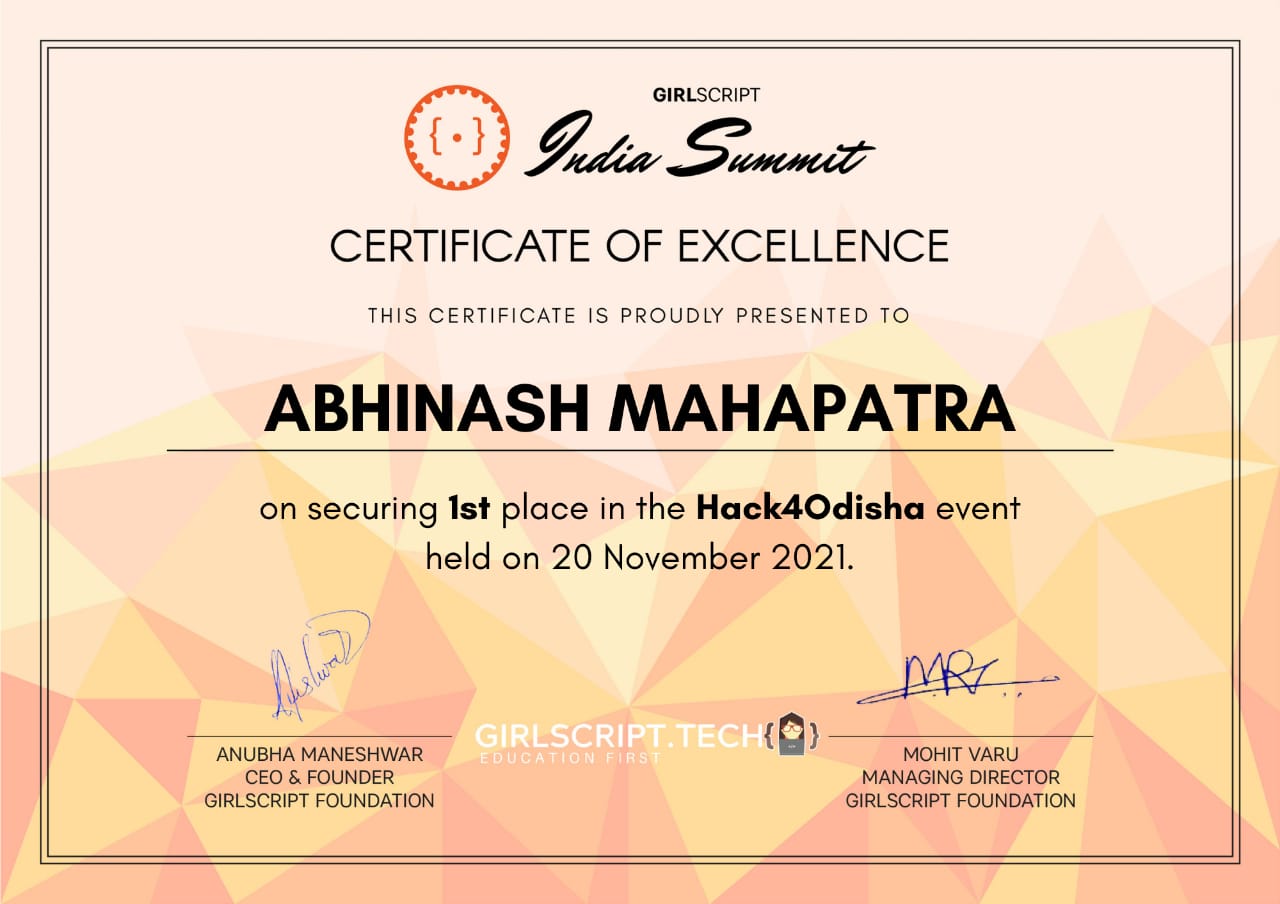 GIRLSCRIPT
{·} India Summit
CERTIFICATE OF EXCELLENCE
THIS CERTIFICATE IS PROUDLY PRESENTED TO
ABHINASH MAHAPATRA
on securing 1st place in the Hack4Odisha event
held on 20 November 2021.
GIRLSCRIPT.TECH{ }
EDUCATION FIRST
ANUBHA MANESHWAR
CEO & FOUNDER
GIRLSCRIPT FOUNDATION
MOHIT VARU
MANAGING DIRECTOR
GIRLSCRIPT FOUNDATION